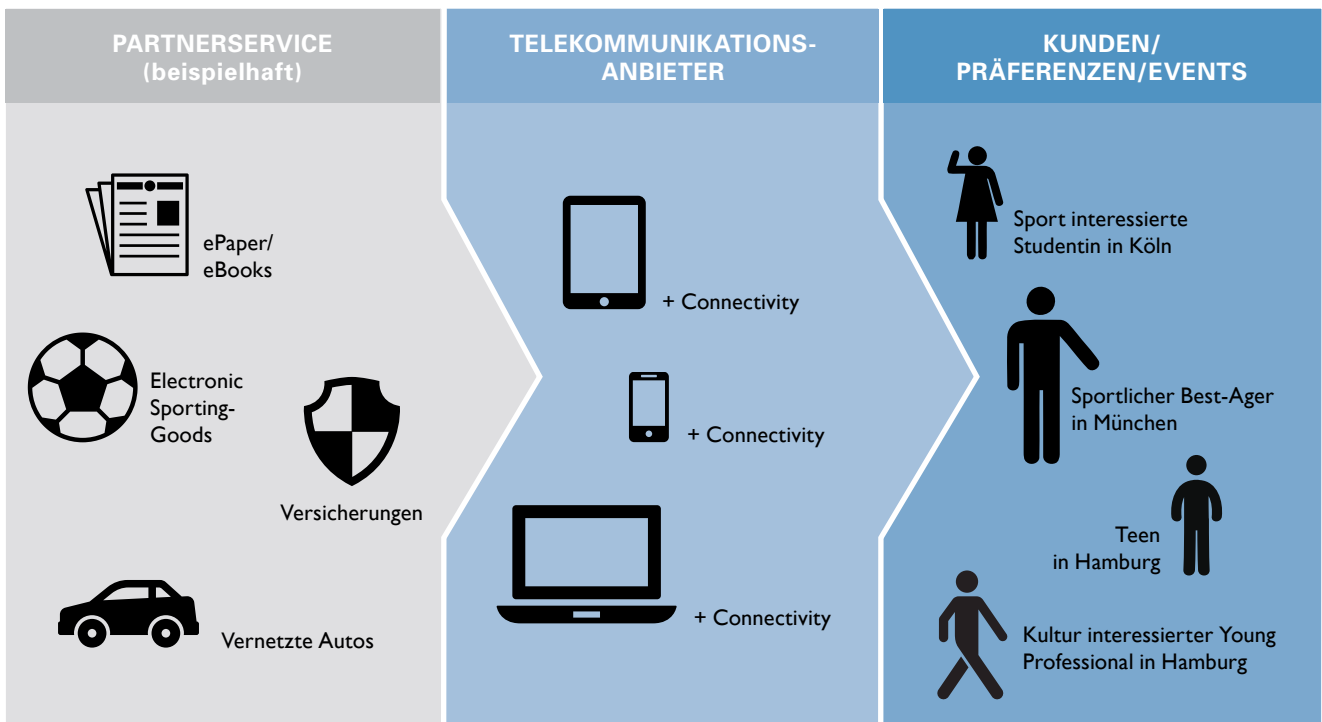 PARTNERSERVICE
(beispielhaft)
TELEKOMMUNIKATIONS-
ANBIETER
KUNDEN/
PRÄFERENZEN/EVENTS
ePaper/
eBooks
Electronic
Sporting-
Goods
Versicherungen
Vernetzte Autos
+ Connectivity
+ Connectivity
+ Connectivity
Sport interessierte
Studentin in Köln
Sportlicher Best-Ager
in München
Teen
in Hamburg
Kultur interessierter Young
Professional in Hamburg